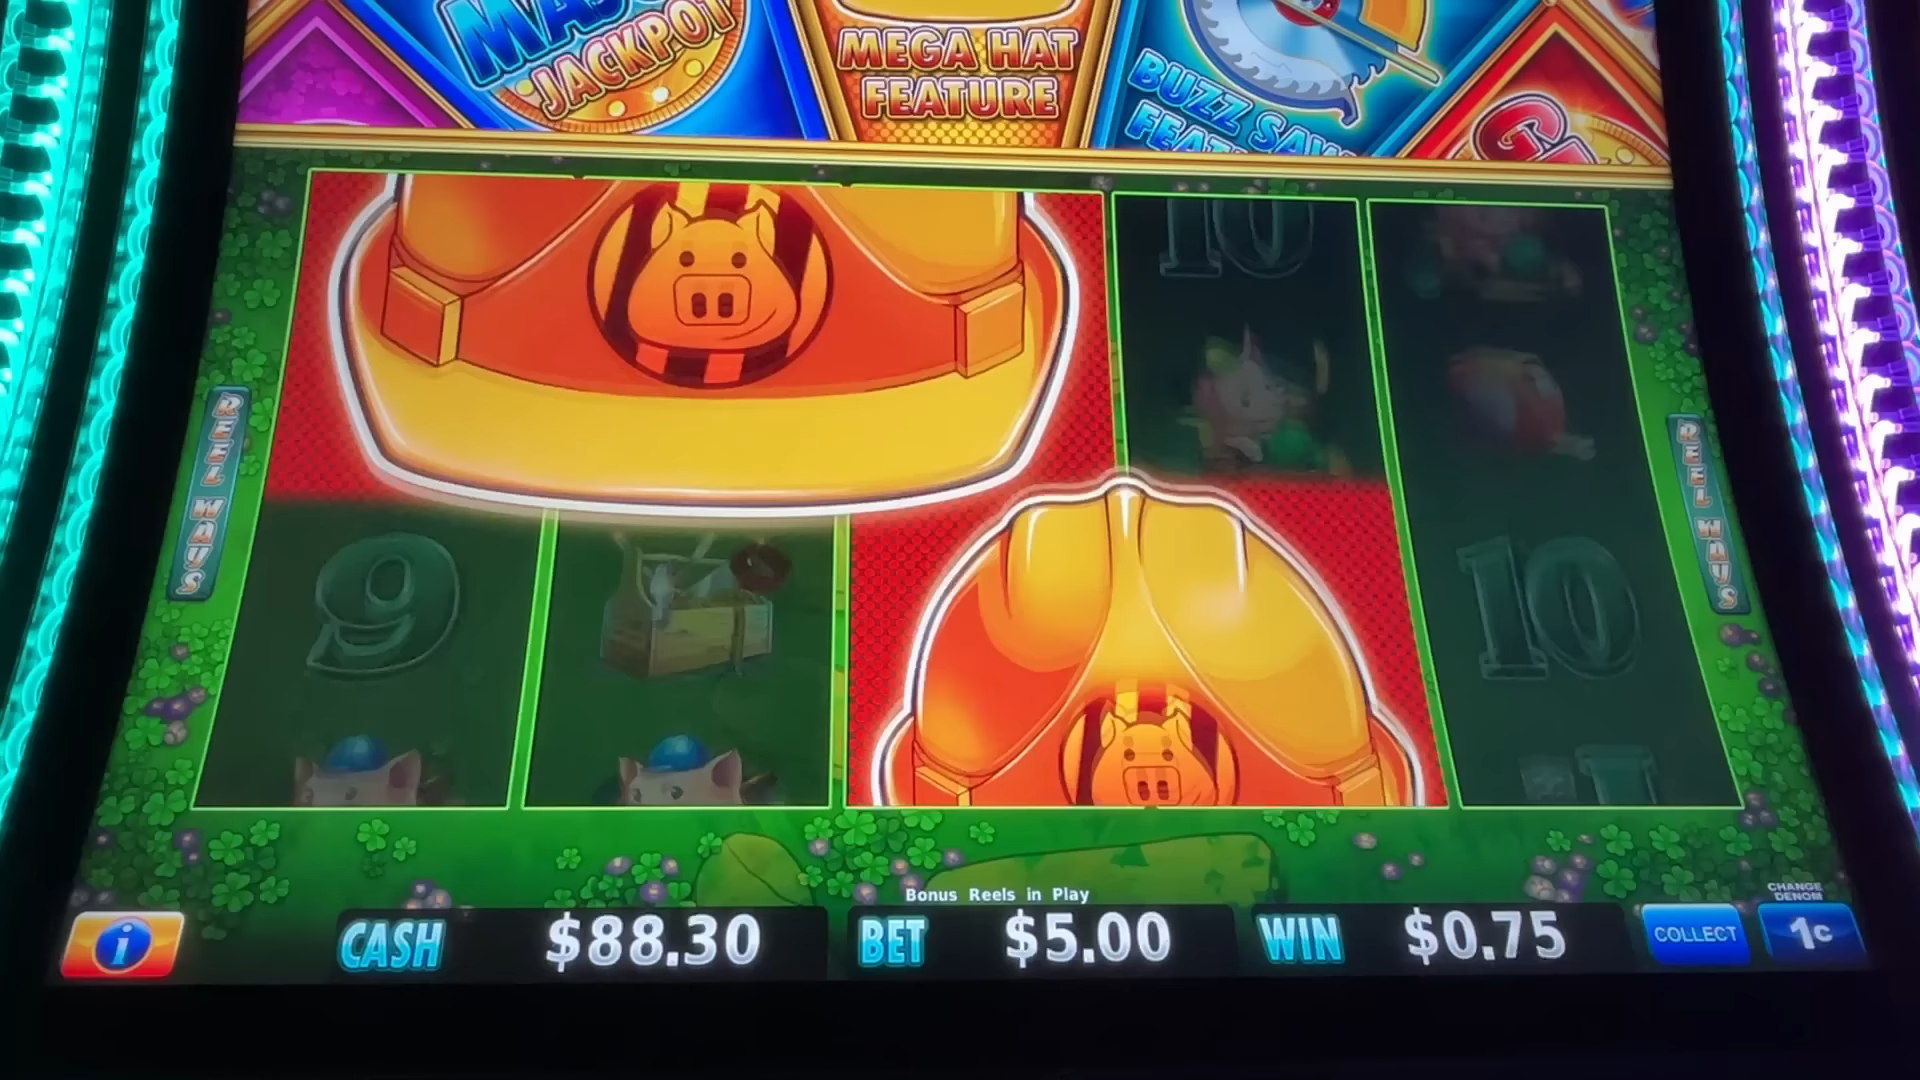 JACKPOT
MEGA HAT
FEATURE
BUZZ SAW
10
REEL WAYS
REEL WAYS
9
10
Bonus Reels in Play
CASH $88.30 BET $5.00 WIN $0.75
COLLECT
CHANGE
DENOM
1¢
i